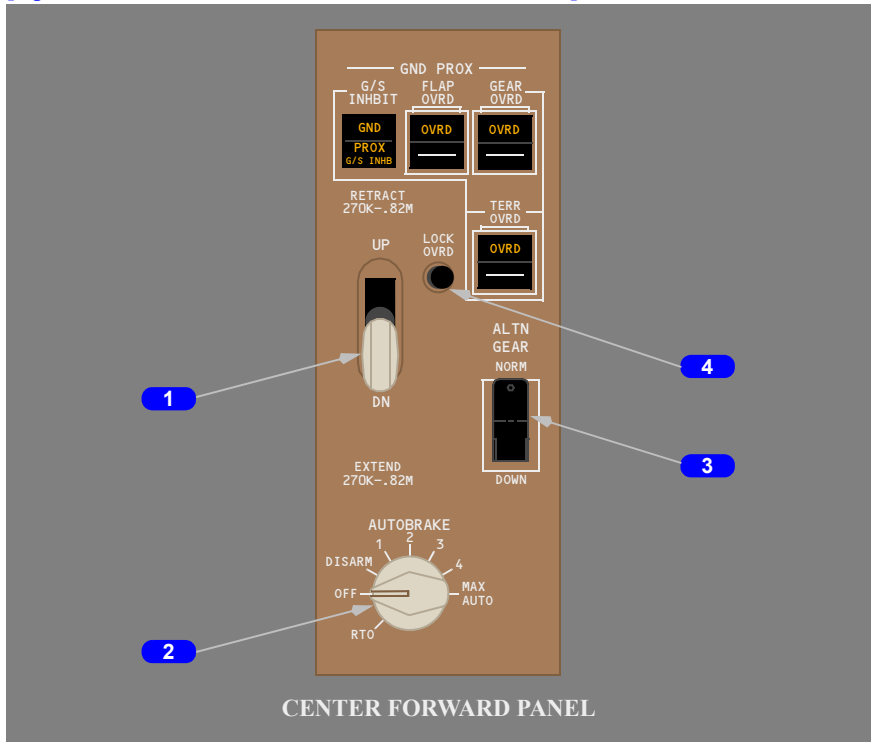 GND PROX
G/S
INHBIT
FLAP
OVRD
GEAR
OVRD
GND
PROX
G/S INHB
OVRD
OVRD
RETRACT
270K-.82M
TERR
OVRD
OVRD
UP
LOCK
OVRD
ALTN
GEAR
NORM
4
1
DN
3
EXTEND
270K-.82M
DOWN
AUTOBRAKE
DISARM
1
2
3
4
OFF
MAX
AUTO
RTO
2
CENTER FORWARD PANEL